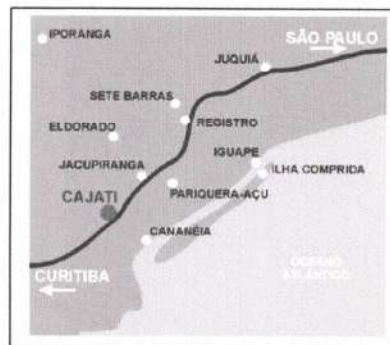 IPORANGA
SÃO PAULO
JUQUIÁ
SETE BARRAS
REGISTRO
ELDORADO
IGUAPE
JACUPIRANGA
ILHA COMPRIDA
CAJATI
PARIQUERA-AÇU
CANANÉIA
OCEANO
ATLÂNTICO
CURITIBA